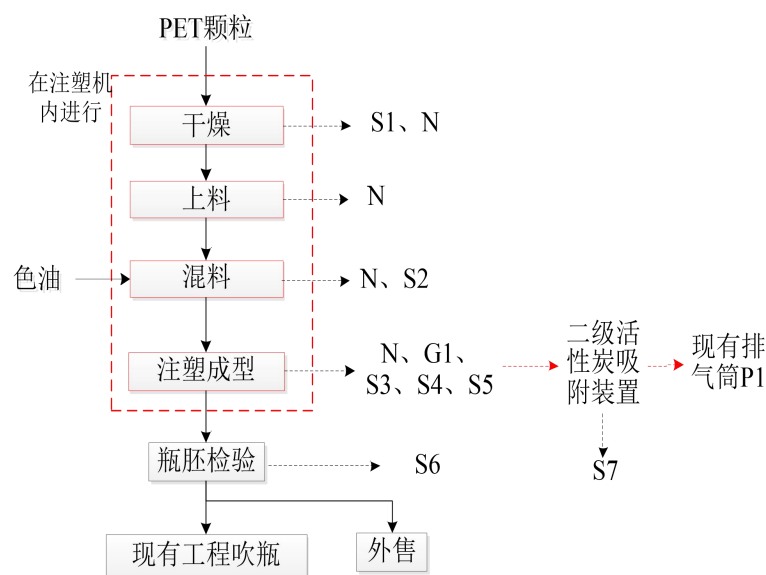 PET颗粒
在注塑机
内进行
干燥
S1、N
上料
N
色油
混料
N、S2
注塑成型
N、G1、
S3、S4、S5
二级活
性炭吸
附装置
现有排
气筒P1
S7
瓶胚检验
S6
现有工程吹瓶
外售